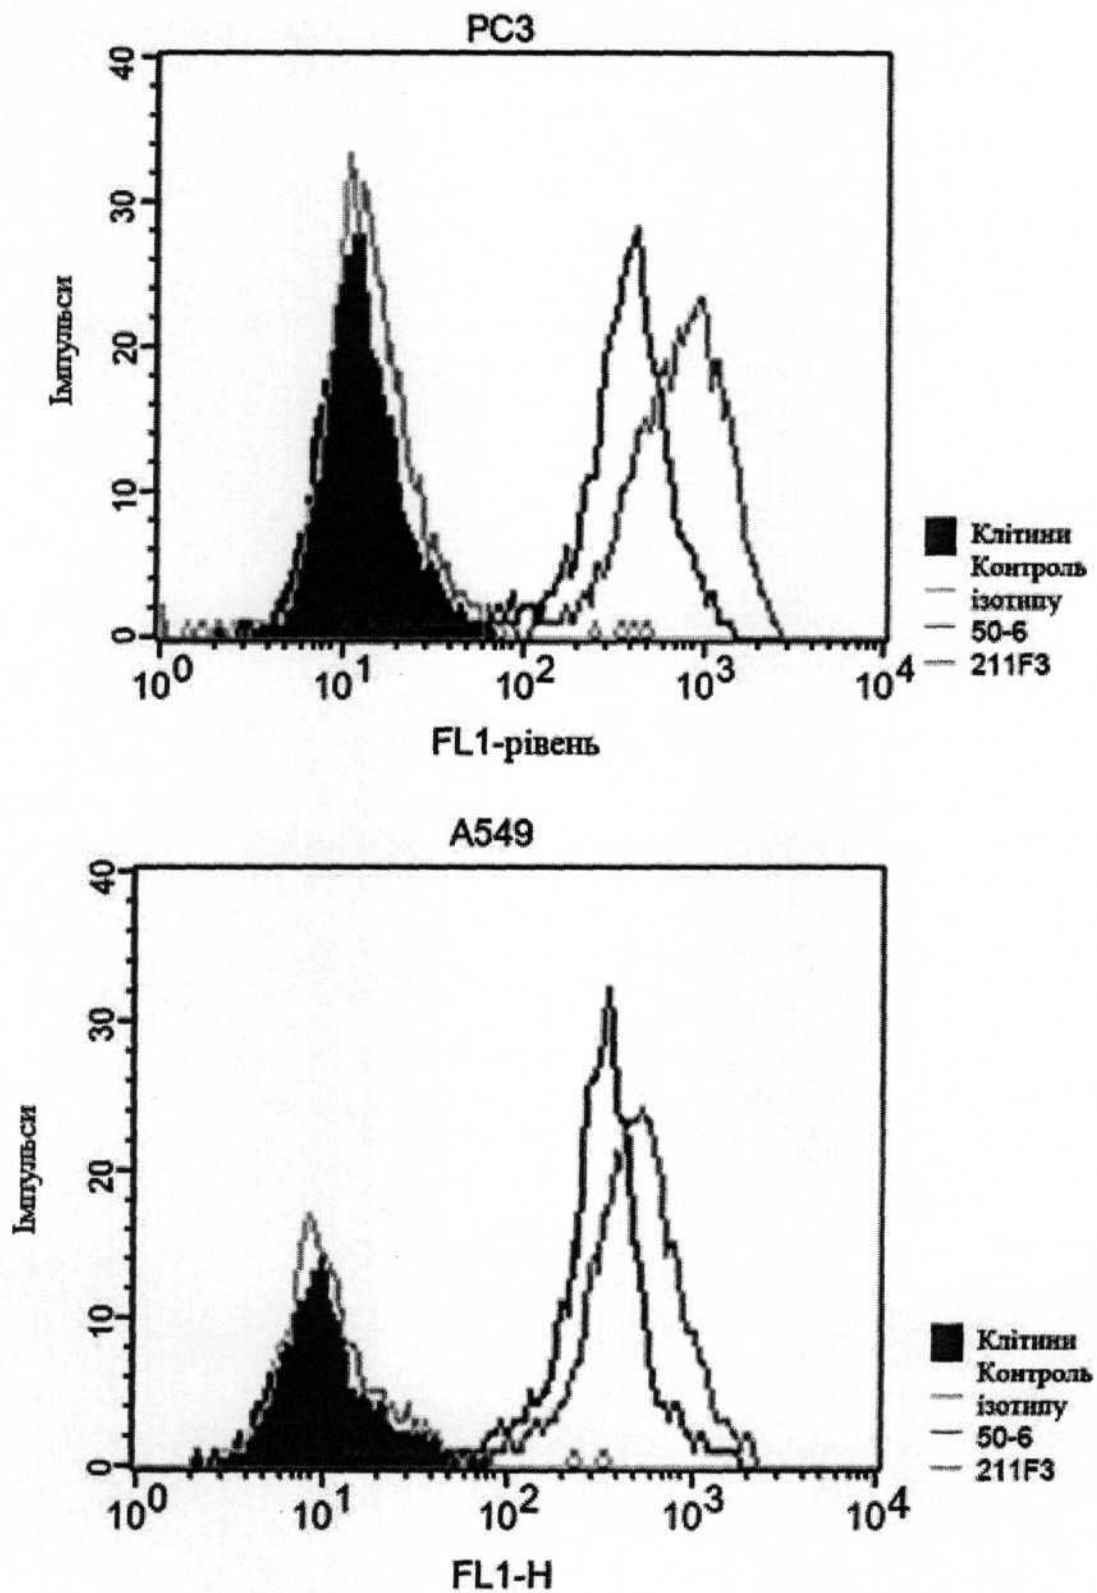 PC3
40
30
20
10
0
Імпульси
10^0 10^1 10^2 10^3 10^4
FL1-рівень
Клітини
Контроль
ізотипу
50-6
211F3
A549
40
30
20
10
0
Імпульси
10^0 10^1 10^2 10^3 10^4
FL1-H
Клітини
Контроль
ізотипу
50-6
211F3